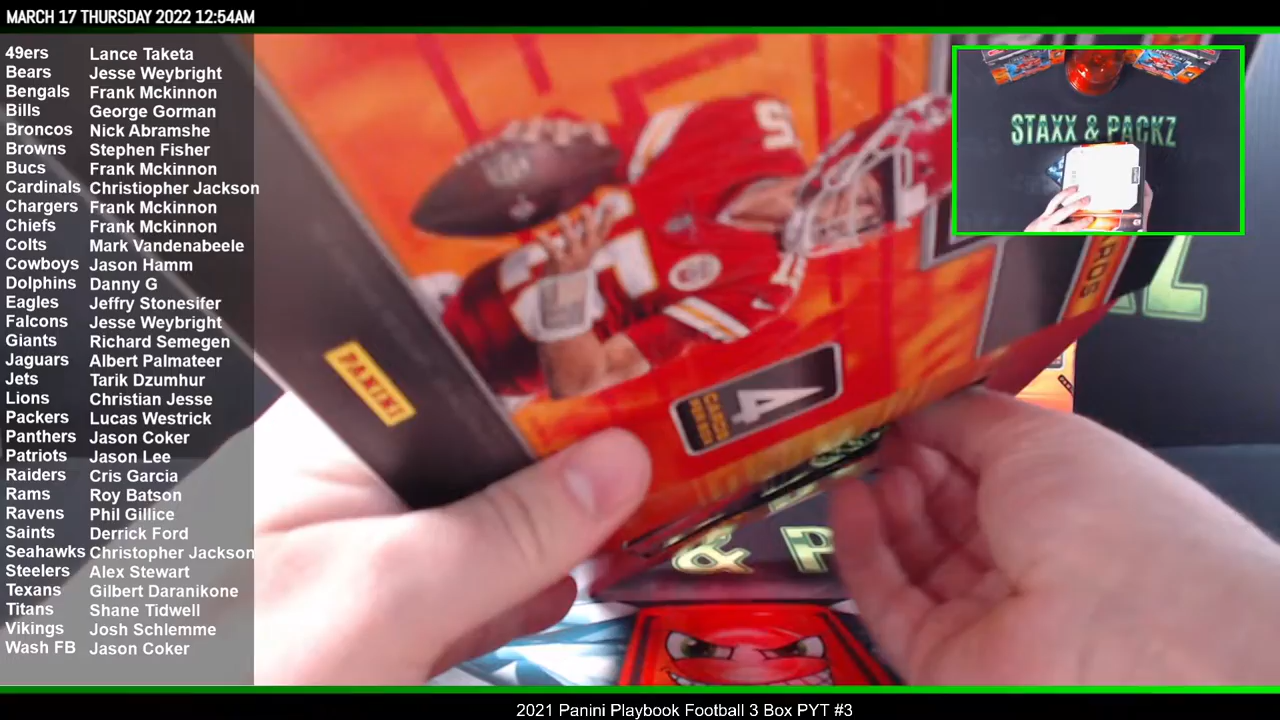 MARCH 17 THURSDAY 2022 12:54AM
49ers Lance Taketa
Bears Jesse Weybright
Bengals Frank Mckinnon
Bills George Gorman
Broncos Nick Abramshe
Browns Stephen Fisher
Bucs Frank Mckinnon
Cardinals Christiopher Jackson
Chargers Frank Mckinnon
Chiefs Frank Mckinnon
Colts Mark Vandenabeele
Cowboys Jason Hamm
Dolphins Danny G
Eagles Jeffry Stonesifer
Falcons Jesse Weybright
Giants Richard Semegen
Jaguars Albert Palmateer
Jets Tarik Dzumhur
Lions Christian Jesse
Packers Lucas Westrick
Panthers Jason Coker
Patriots Jason Lee
Raiders Cris Garcia
Rams Roy Batson
Ravens Phil Gillice
Saints Derrick Ford
Seahawks Christopher Jackson
Steelers Alex Stewart
Texans Gilbert Daranikone
Titans Shane Tidwell
Vikings Josh Schlemme
Wash FB Jason Coker
STAXX & PACKZ
PANINI
4
CARDS
PER BOX
& P
2021 Panini Playbook Football 3 Box PYT #3